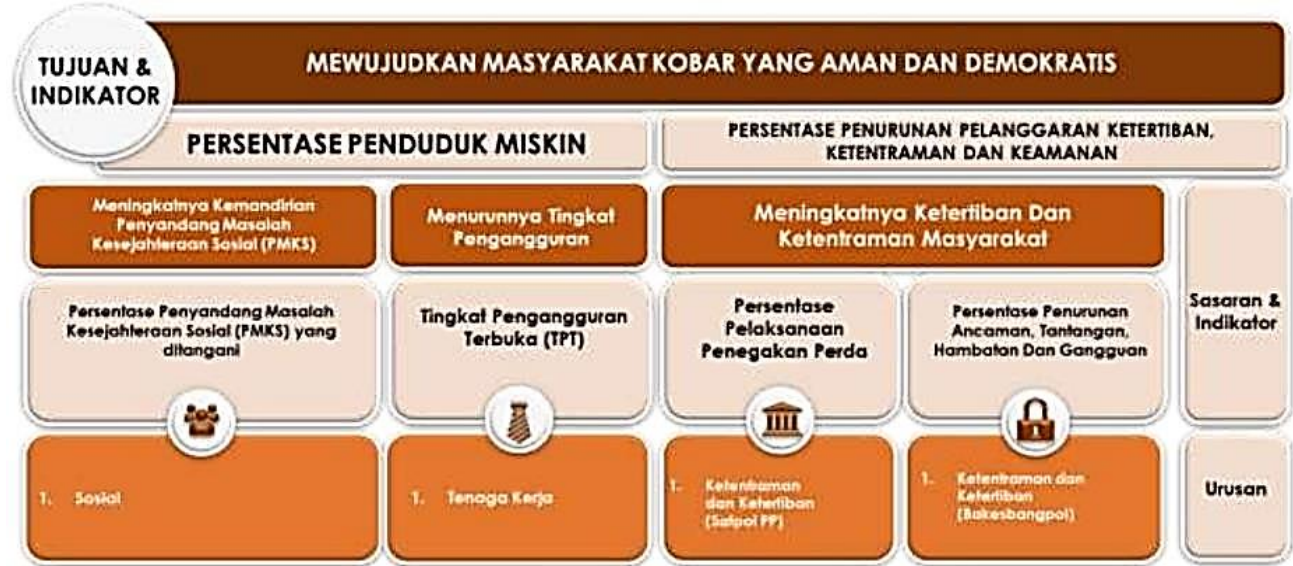 TUJUAN &
INDIKATOR
MEWUJUDKAN MASYARAKAT KOBAR YANG AMAN DAN DEMOKRATIS
PERSENTASE PENDUDUK MISKIN
PERSENTASE PENURUNAN PELANGGARAN KETERTIBAN,
KETENTRAMAN DAN KEAMANAN
Meningkatnya Kemandirian
Penyandang Masalah
Kesejahteraan Sosial (PMKS)
Menurunnya Tingkat
Pengangguran
Meningkatnya Ketertiban Dan
Ketentraman Masyarakat
Sasaran &
Indikator
Persentase Penyandang Masalah
Kesejahteraan Sosial (PMKS) yang
ditangani
Tingkat Pengangguran
Terbuka (TPT)
Persentase
Pelaksanaan
Penegakan Perda
Persentase Penurunan
Ancaman, Tantangan,
Hambatan Dan Gangguan
1. Sosial
1. Tenaga Kerja
1. Ketentraman
dan Ketertiban
(Satpol PP)
1. Ketentraman dan
Ketertiban
(Bakesbangpol)
Urusan